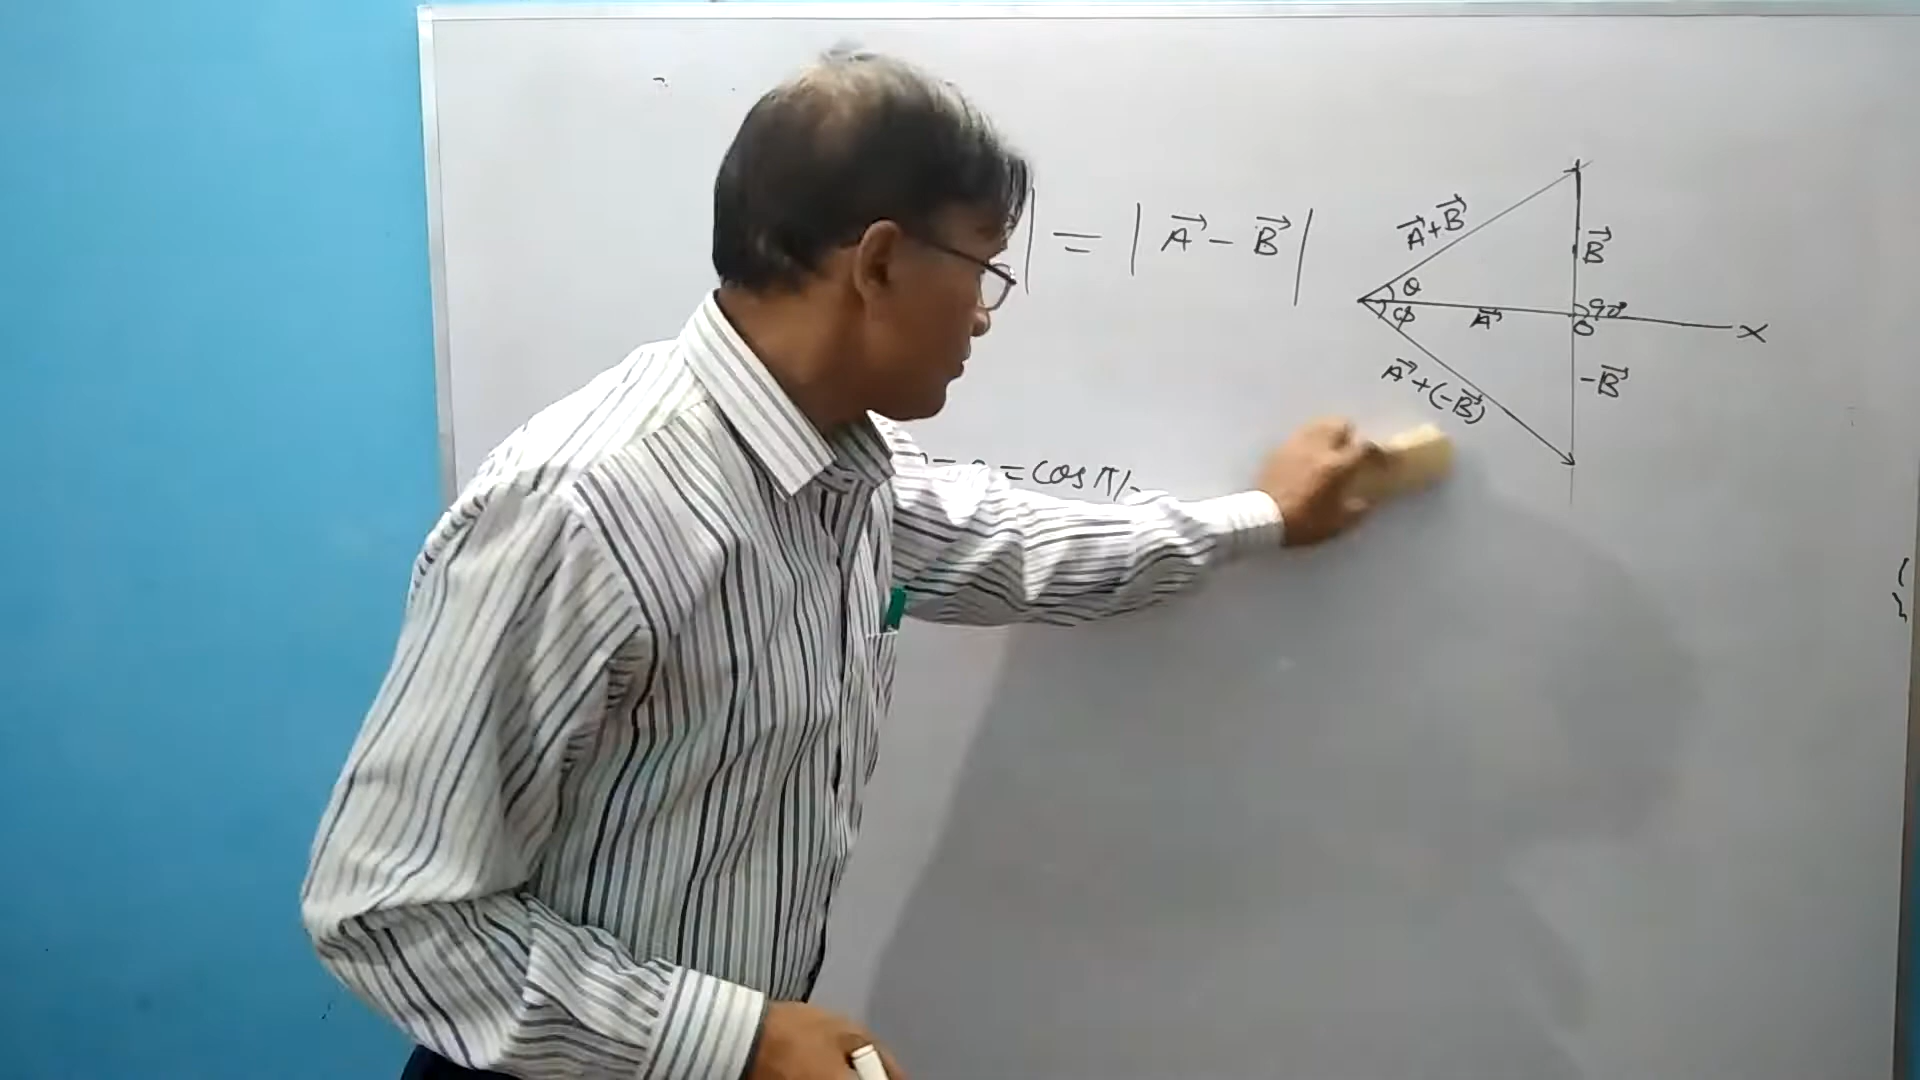 | = | A⃗ - B⃗ |
= cos π/
A⃗+B⃗
B⃗
θ
90°
φ
A⃗
O
X
-B⃗
A⃗+(-B⃗)